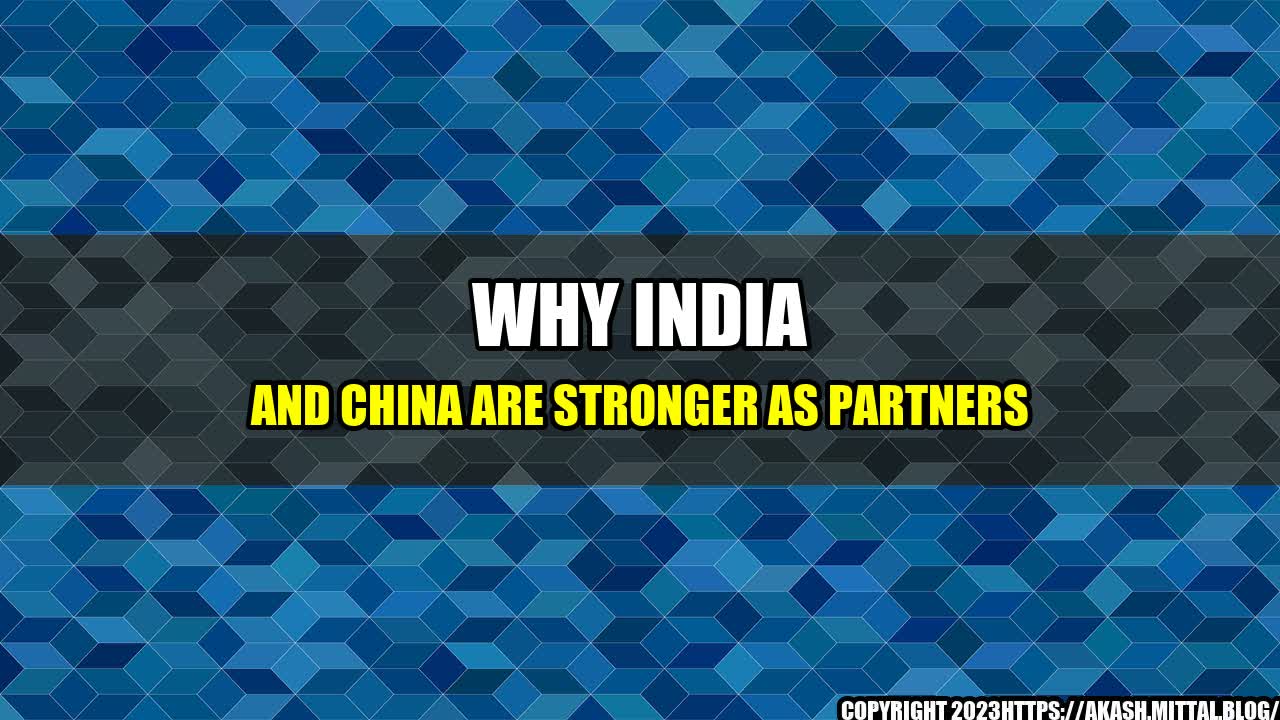 WHY INDIA
AND CHINA ARE STRONGER AS PARTNERS
COPYRIGHT 2023HTTPS://AKASH.MITTAL.BLOG/